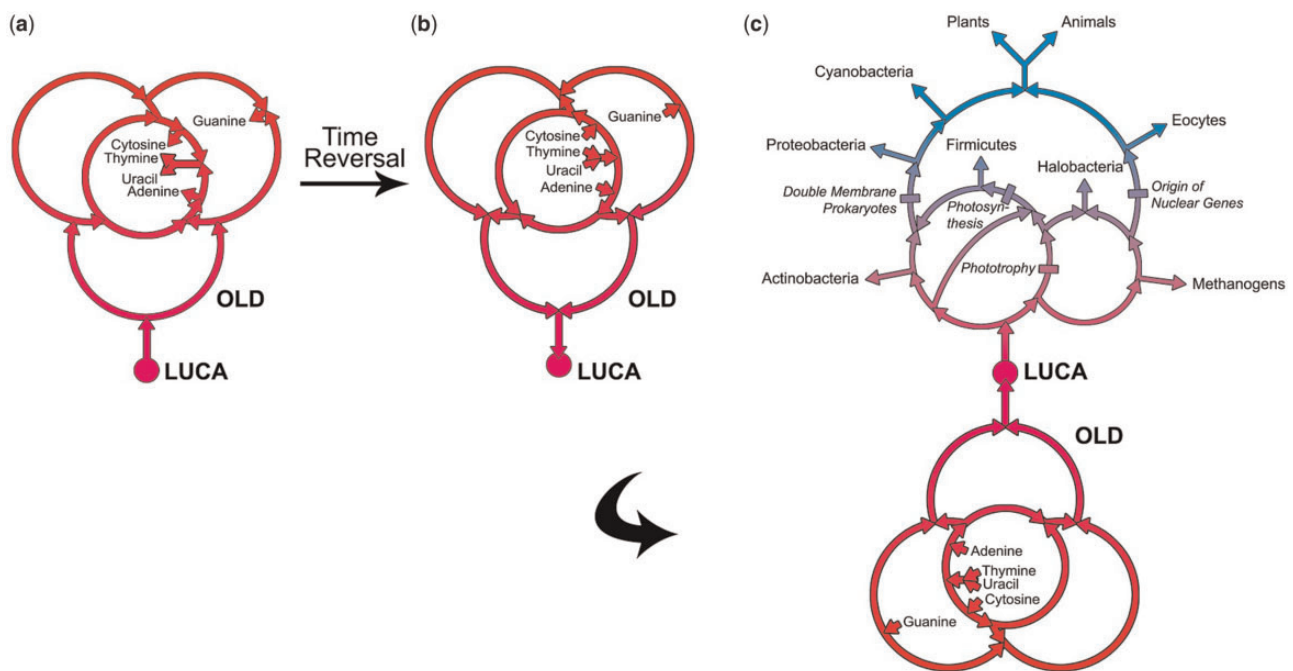 (a)
Guanine
Cytosine
Thymine
Uracil
Adenine
OLD
LUCA
Time
Reversal
(b)
Guanine
Cytosine
Thymine
Uracil
Adenine
OLD
LUCA
(c)
Plants
Animals
Cyanobacteria
Eocytes
Proteobacteria
Firmicutes
Halobacteria
Double Membrane
Prokaryotes
Photosyn-
thesis
Origin of
Nuclear Genes
Phototrophy
Actinobacteria
Methanogens
LUCA
OLD
Adenine
Thymine
Uracil
Cytosine
Guanine